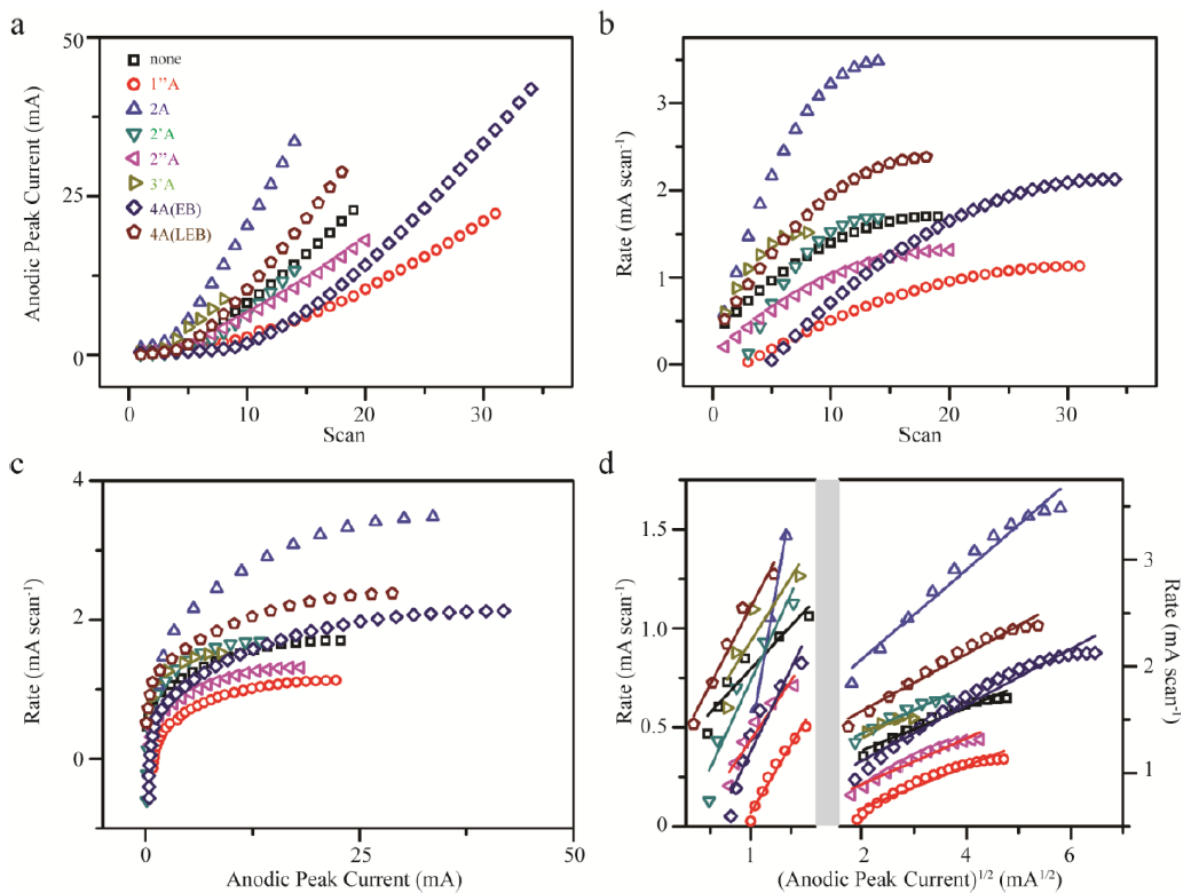 a
50
25
0
Anodic Peak Current (mA)
none
1”A
2A
2’A
2”A
3’A
4A(EB)
4A(LEB)
0 10 20 30
Scan
b
3
2
1
0
Rate (mA scan⁻¹)
0 10 20 30
Scan
c
4
2
0
Rate (mA scan⁻¹)
0 25 50
Anodic Peak Current (mA)
d
1.5
1.0
0.5
0
Rate (mA scan⁻¹)
3
2
1
Rate (mA scan⁻¹)
1 2 4 6
(Anodic Peak Current)¹/² (mA¹/²)